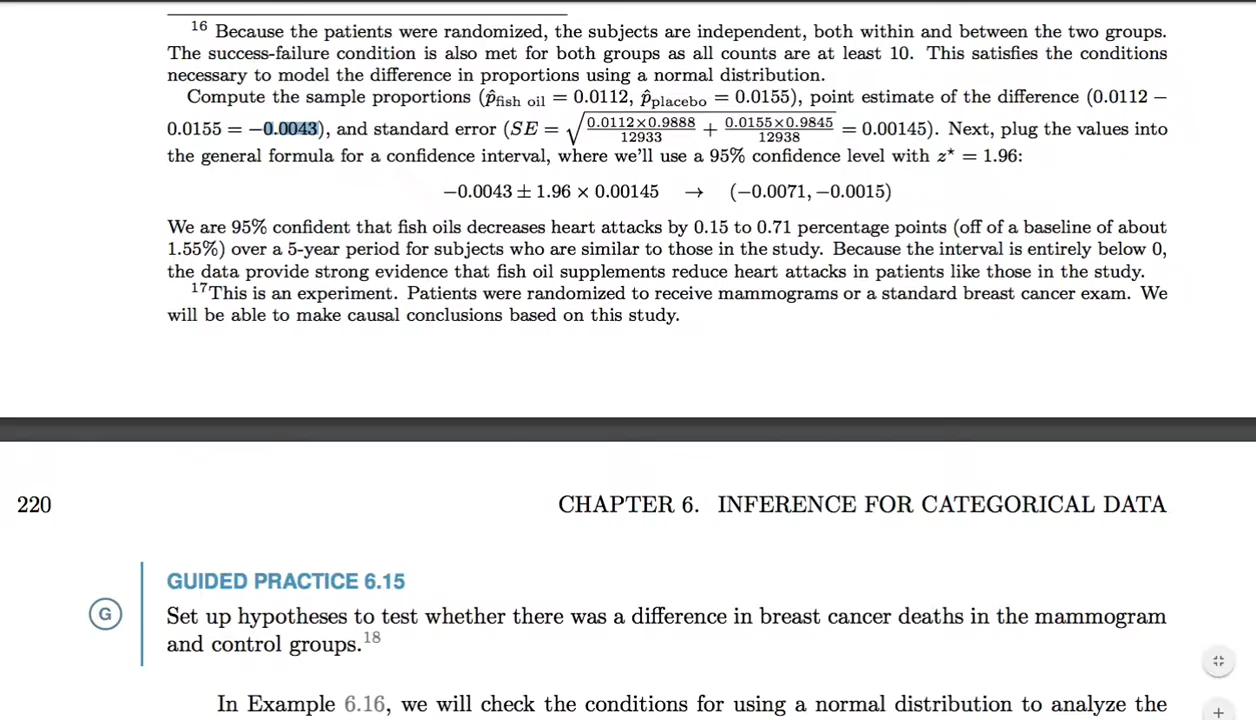 16 Because the patients were randomized, the subjects are independent, both within and between the two groups.
The success-failure condition is also met for both groups as all counts are at least 10. This satisfies the conditions
necessary to model the difference in proportions using a normal distribution.
Compute the sample proportions (p̂fish oil = 0.0112, p̂placebo = 0.0155), point estimate of the difference (0.0112 −
0.0155 = −0.0043), and standard error (SE = √(0.0112×0.9888/12933 + 0.0155×0.9845/12938) = 0.00145). Next, plug the values into
the general formula for a confidence interval, where we'll use a 95% confidence level with z⋆ = 1.96:
−0.0043 ± 1.96 × 0.00145 → (−0.0071, −0.0015)
We are 95% confident that fish oils decreases heart attacks by 0.15 to 0.71 percentage points (off of a baseline of about
1.55%) over a 5-year period for subjects who are similar to those in the study. Because the interval is entirely below 0,
the data provide strong evidence that fish oil supplements reduce heart attacks in patients like those in the study.
17This is an experiment. Patients were randomized to receive mammograms or a standard breast cancer exam. We
will be able to make causal conclusions based on this study.
220 CHAPTER 6. INFERENCE FOR CATEGORICAL DATA
GUIDED PRACTICE 6.15
G Set up hypotheses to test whether there was a difference in breast cancer deaths in the mammogram
and control groups.18
In Example 6.16, we will check the conditions for using a normal distribution to analyze the